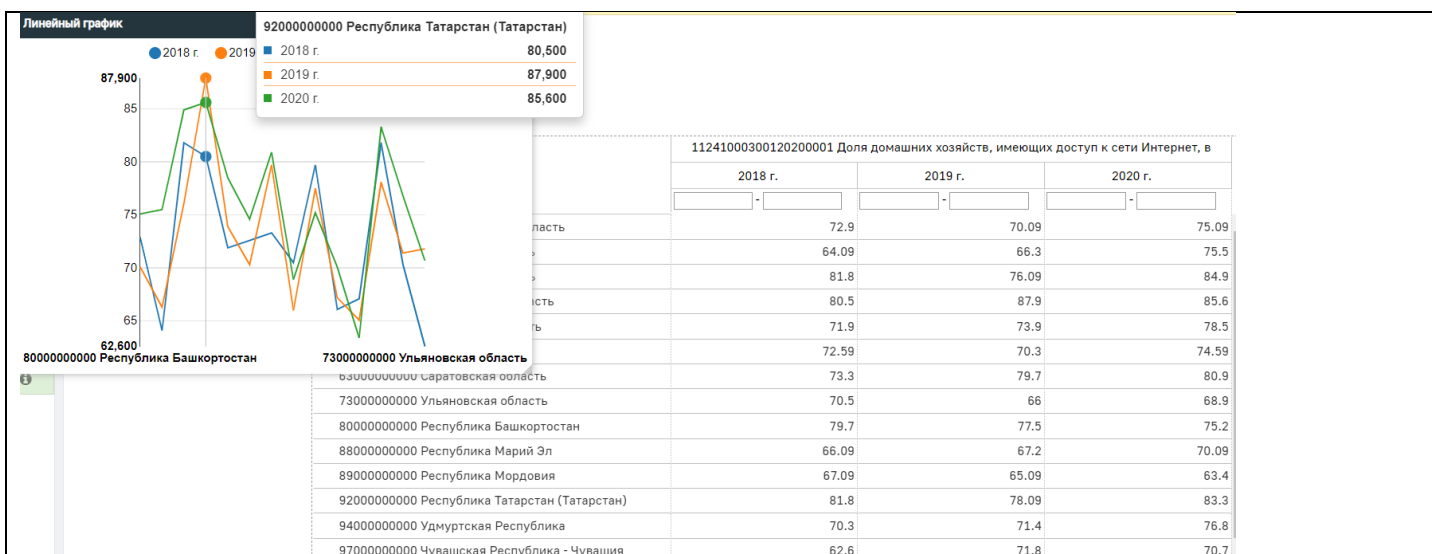 Линейный график
92000000000 Республика Татарстан (Татарстан)
2018 г. 2019
2018 г. 80,500
2019 г. 87,900
2020 г. 85,600
87,900
85
80
75
70
65
62,600
80000000000 Республика Башкортостан 73000000000 Ульяновская область
11241000300120200001 Доля домашних хозяйств, имеющих доступ к сети Интернет, в
2018 г. 2019 г. 2020 г.
- - -
72.9 70.09 75.09
64.09 66.3 75.5
81.8 76.09 84.9
80.5 87.9 85.6
71.9 73.9 78.5
72.59 70.3 74.59
63000000000 Саратовская область 73.3 79.7 80.9
73000000000 Ульяновская область 70.5 66 68.9
80000000000 Республика Башкортостан 79.7 77.5 75.2
88000000000 Республика Марий Эл 66.09 67.2 70.09
89000000000 Республика Мордовия 67.09 65.09 63.4
92000000000 Республика Татарстан (Татарстан) 81.8 78.09 83.3
94000000000 Удмуртская Республика 70.3 71.4 76.8
97000000000 Чувашская Республика - Чувашия 62.6 71.8 70.7